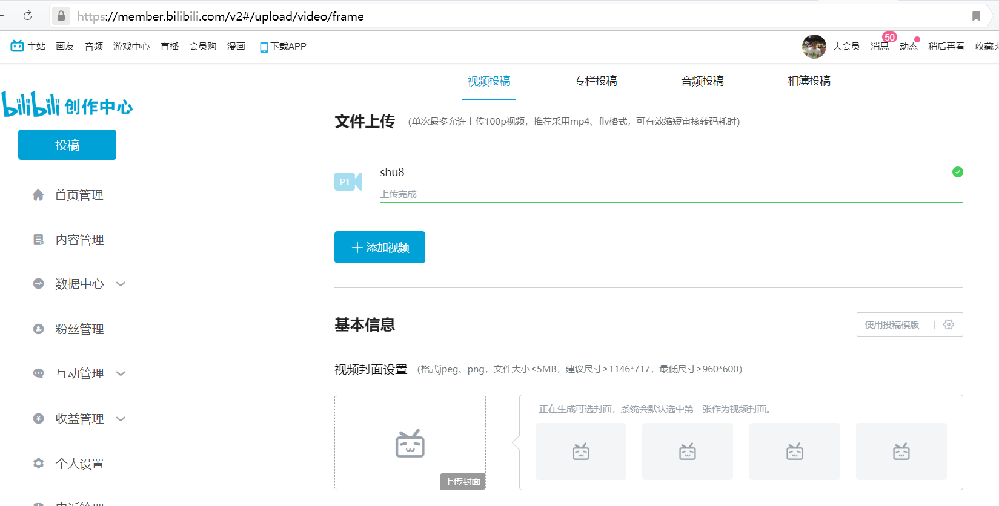 https://member.bilibili.com/v2#/upload/video/frame
主站 画友 音频 游戏中心 直播 会员购 漫画 下载APP 大会员 消息 50 动态 稍后再看 收藏夹
视频投稿 专栏投稿 音频投稿 相簿投稿
bilibili 创作中心
投稿
首页管理
内容管理
数据中心
粉丝管理
互动管理
收益管理
个人设置
申诉管理
文件上传 (单次最多允许上传100p视频，推荐采用mp4、flv格式，可有效缩短审核转码耗时)
P1
shu8
上传完成
添加视频
基本信息
使用投稿模版
视频封面设置 (格式jpeg、png，文件大小≤5MB，建议尺寸≥1146*717，最低尺寸≥960*600)
上传封面
正在生成可选封面，系统会默认选中第一张作为视频封面。